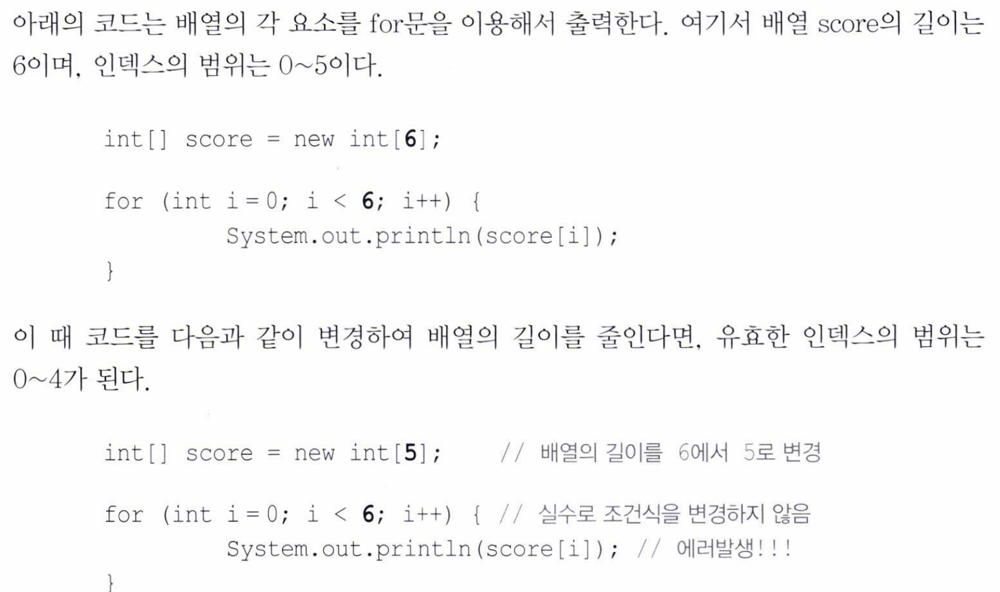 아래의 코드는 배열의 각 요소를 for문을 이용해서 출력한다. 여기서 배열 score의 길이는
6이며, 인덱스의 범위는 0~5이다.
int[] score = new int[6];
for (int i=0; i < 6; i++) {
System.out.println(score[i]);
}
이 때 코드를 다음과 같이 변경하여 배열의 길이를 줄인다면, 유효한 인덱스의 범위는
0~4가 된다.
int[] score = new int[5]; // 배열의 길이를 6에서 5로 변경
for (int i=0; i < 6; i++) { // 실수로 조건식을 변경하지 않음
System.out.println(score[i]); // 에러발생!!!
}